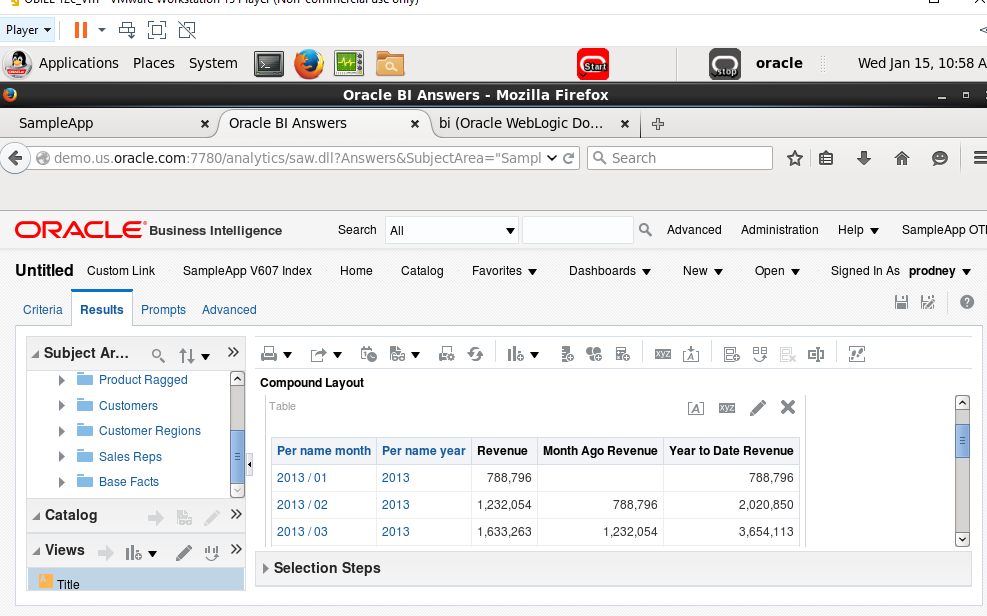 OBIEE 12c_Vm - VMware Workstation 15 Player (Non-commercial use only)
Player
Applications Places System Start stop oracle Wed Jan 15, 10:58 A
Oracle BI Answers - Mozilla Firefox
SampleApp Oracle BI Answers bi (Oracle WebLogic Do...
demo.us.oracle.com:7780/analytics/saw.dll?Answers&SubjectArea="Sampl Search
ORACLE Business Intelligence Search All Advanced Administration Help SampleApp OT
Untitled Custom Link SampleApp V607 Index Home Catalog Favorites Dashboards New Open Signed In As prodney
Criteria Results Prompts Advanced
Subject Ar...
Product Ragged
Customers
Customer Regions
Sales Reps
Base Facts
Catalog
Views
Title
Compound Layout
Table
Per name month Per name year Revenue Month Ago Revenue Year to Date Revenue
2013 / 01 2013 788,796 788,796
2013 / 02 2013 1,232,054 788,796 2,020,850
2013 / 03 2013 1,633,263 1,232,054 3,654,113
Selection Steps